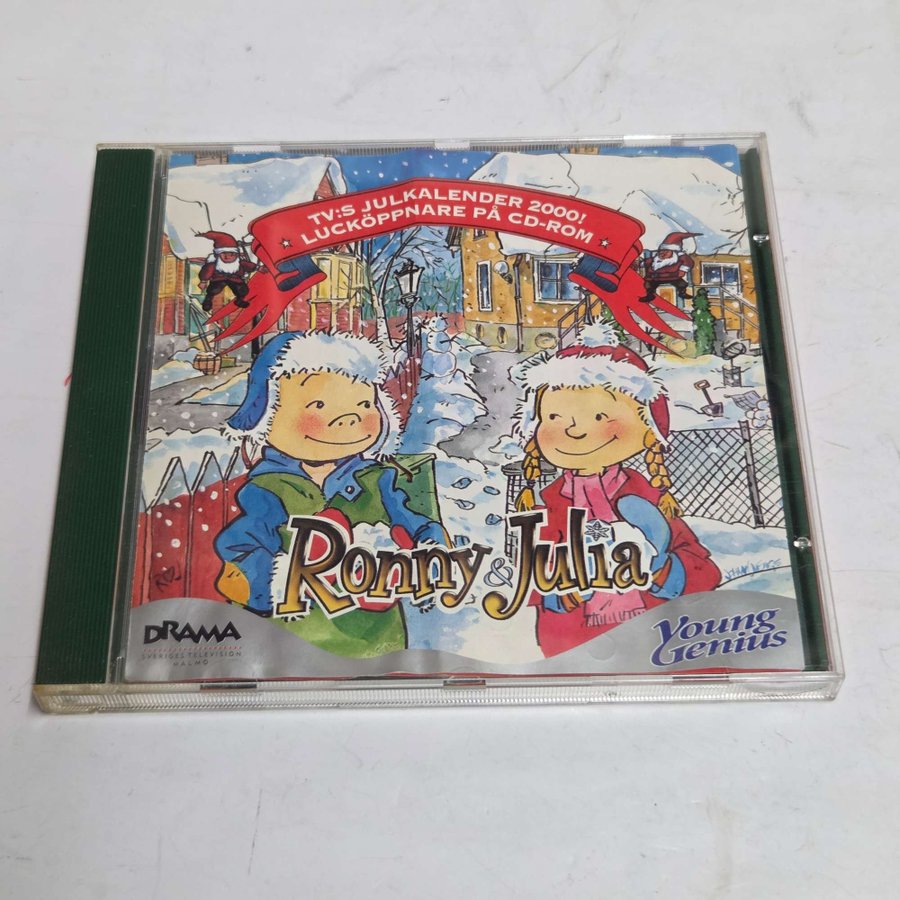 TV:S JULKALENDER 2000!
LUCKÖPPNARE PÅ CD-ROM
Ronny & Julia
DRAMA
SVERIGES TELEVISION
MALMÖ
Young
Genius